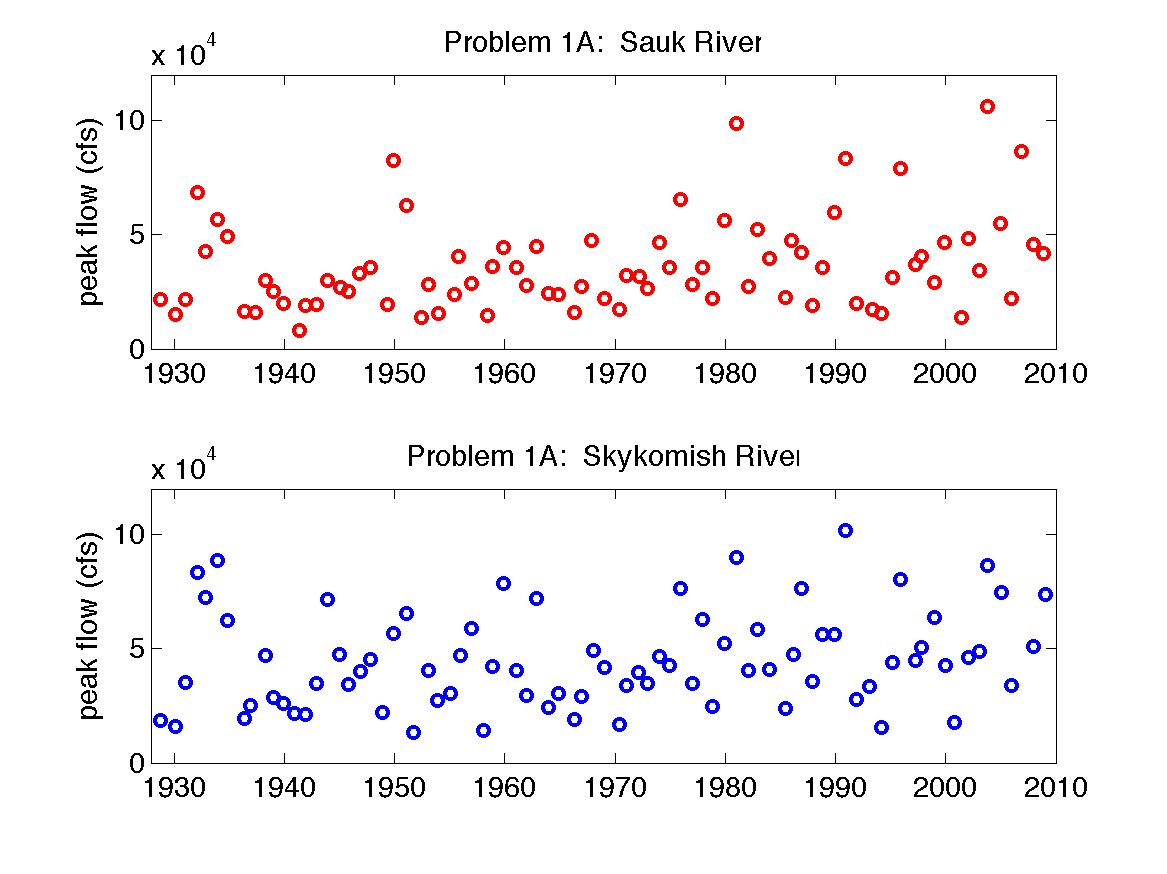 Problem 1A:  Sauk River
x 10^4
peak flow (cfs)
10
5
0
1930 1940 1950 1960 1970 1980 1990 2000 2010
Problem 1A:  Skykomish River
x 10^4
peak flow (cfs)
10
5
0
1930 1940 1950 1960 1970 1980 1990 2000 2010